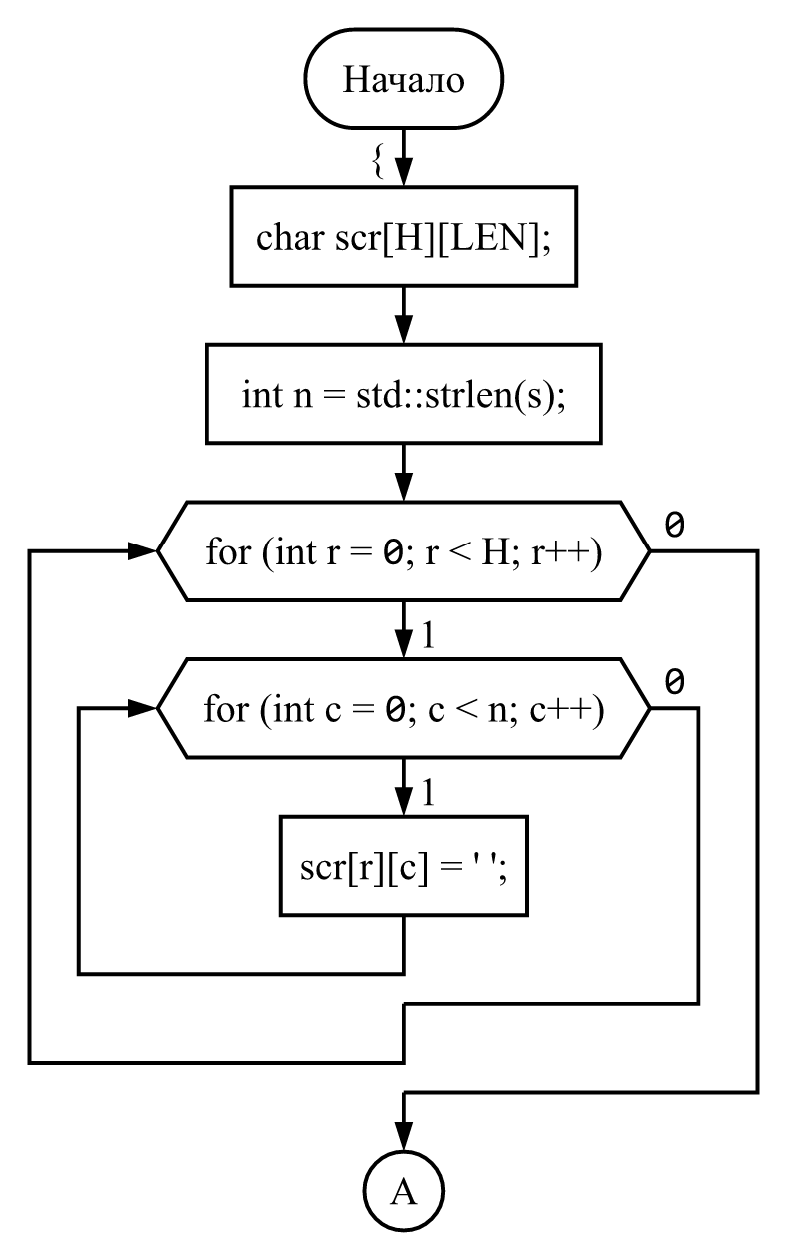 Начало
{
char scr[H][LEN];
int n = std::strlen(s);
for (int r = 0; r < H; r++)
0
1
for (int c = 0; c < n; c++)
0
1
scr[r][c] = ' ';
A